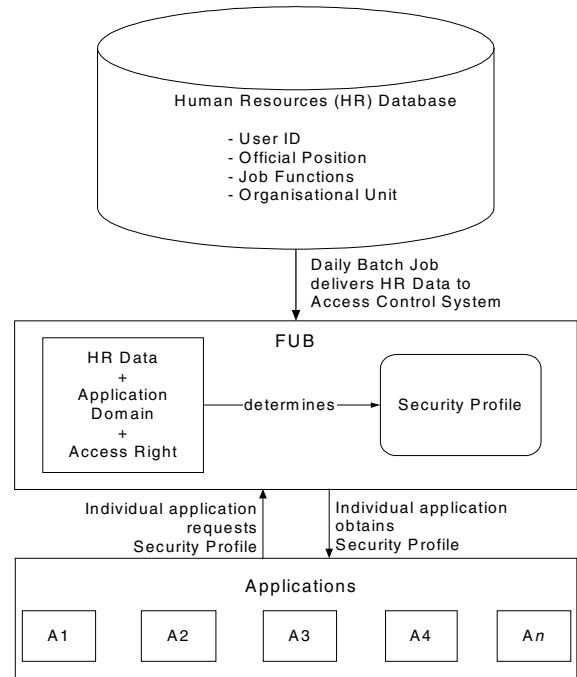 Human Resources (HR) Database
- User ID
- Official Position
- Job Functions
- Organisational Unit
Daily Batch Job
delivers HR Data to
Access Control System
FUB
HR Data
+
Application
Domain
+
Access Right
determines
Security Profile
Individual application
requests
Security Profile
Individual application
obtains
Security Profile
Applications
A1
A2
A3
A4
An